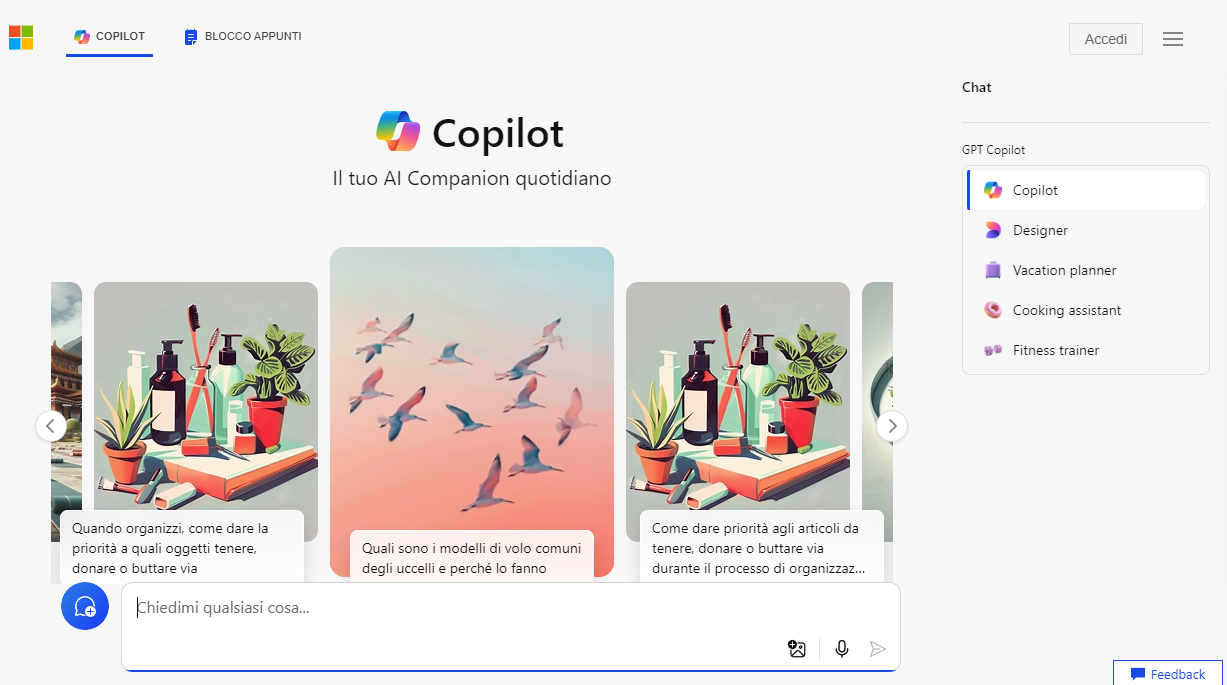 COPILOT
BLOCCO APPUNTI
Accedi
Copilot
Il tuo AI Companion quotidiano
Quando organizzi, come dare la
priorità a quali oggetti tenere,
donare o buttare via
Quali sono i modelli di volo comuni
degli uccelli e perché lo fanno
Come dare priorità agli articoli da
tenere, donare o buttare via
durante il processo di organizzaz...
Chiedimi qualsiasi cosa...
Chat
GPT Copilot
Copilot
Designer
Vacation planner
Cooking assistant
Fitness trainer
Feedback